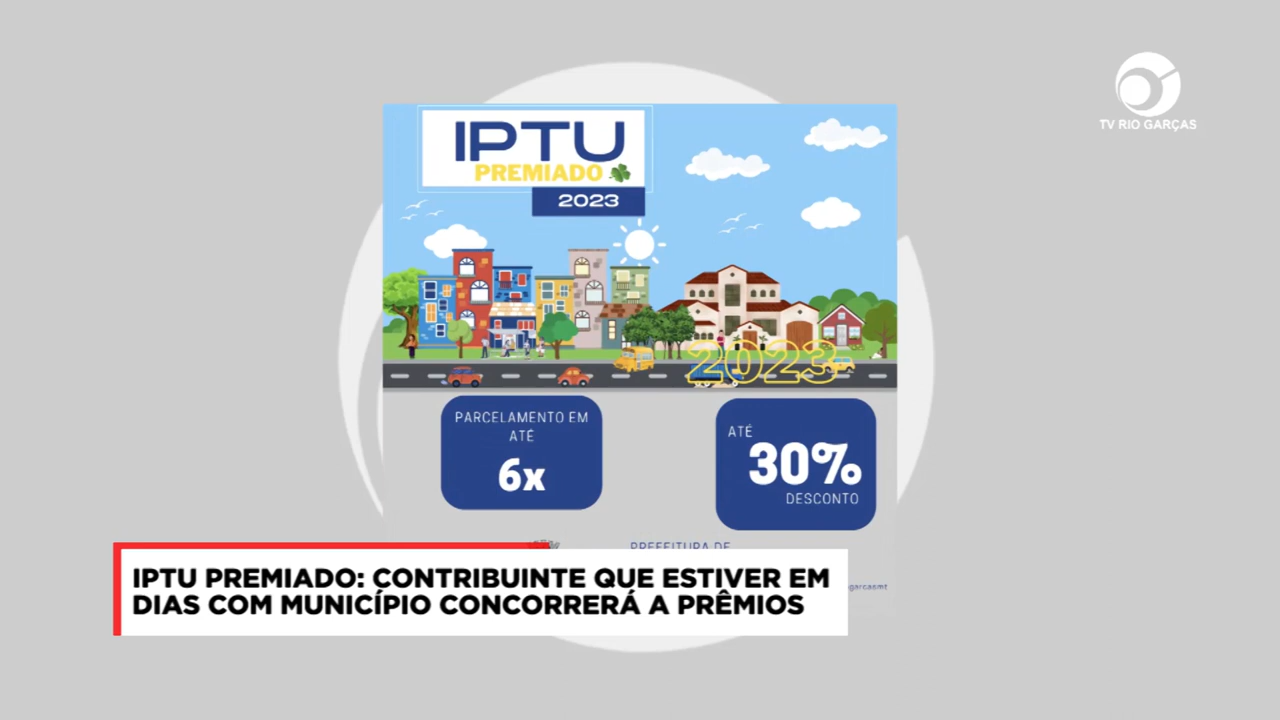 TV RIO GARÇAS
IPTU
PREMIADO
2023
2023
PARCELAMENTO EM
ATÉ
6x
ATÉ
30%
DESCONTO
PREFEITURA DE
garcasmt
IPTU PREMIADO: CONTRIBUINTE QUE ESTIVER EM
DIAS COM MUNICÍPIO CONCORRERÁ A PRÊMIOS